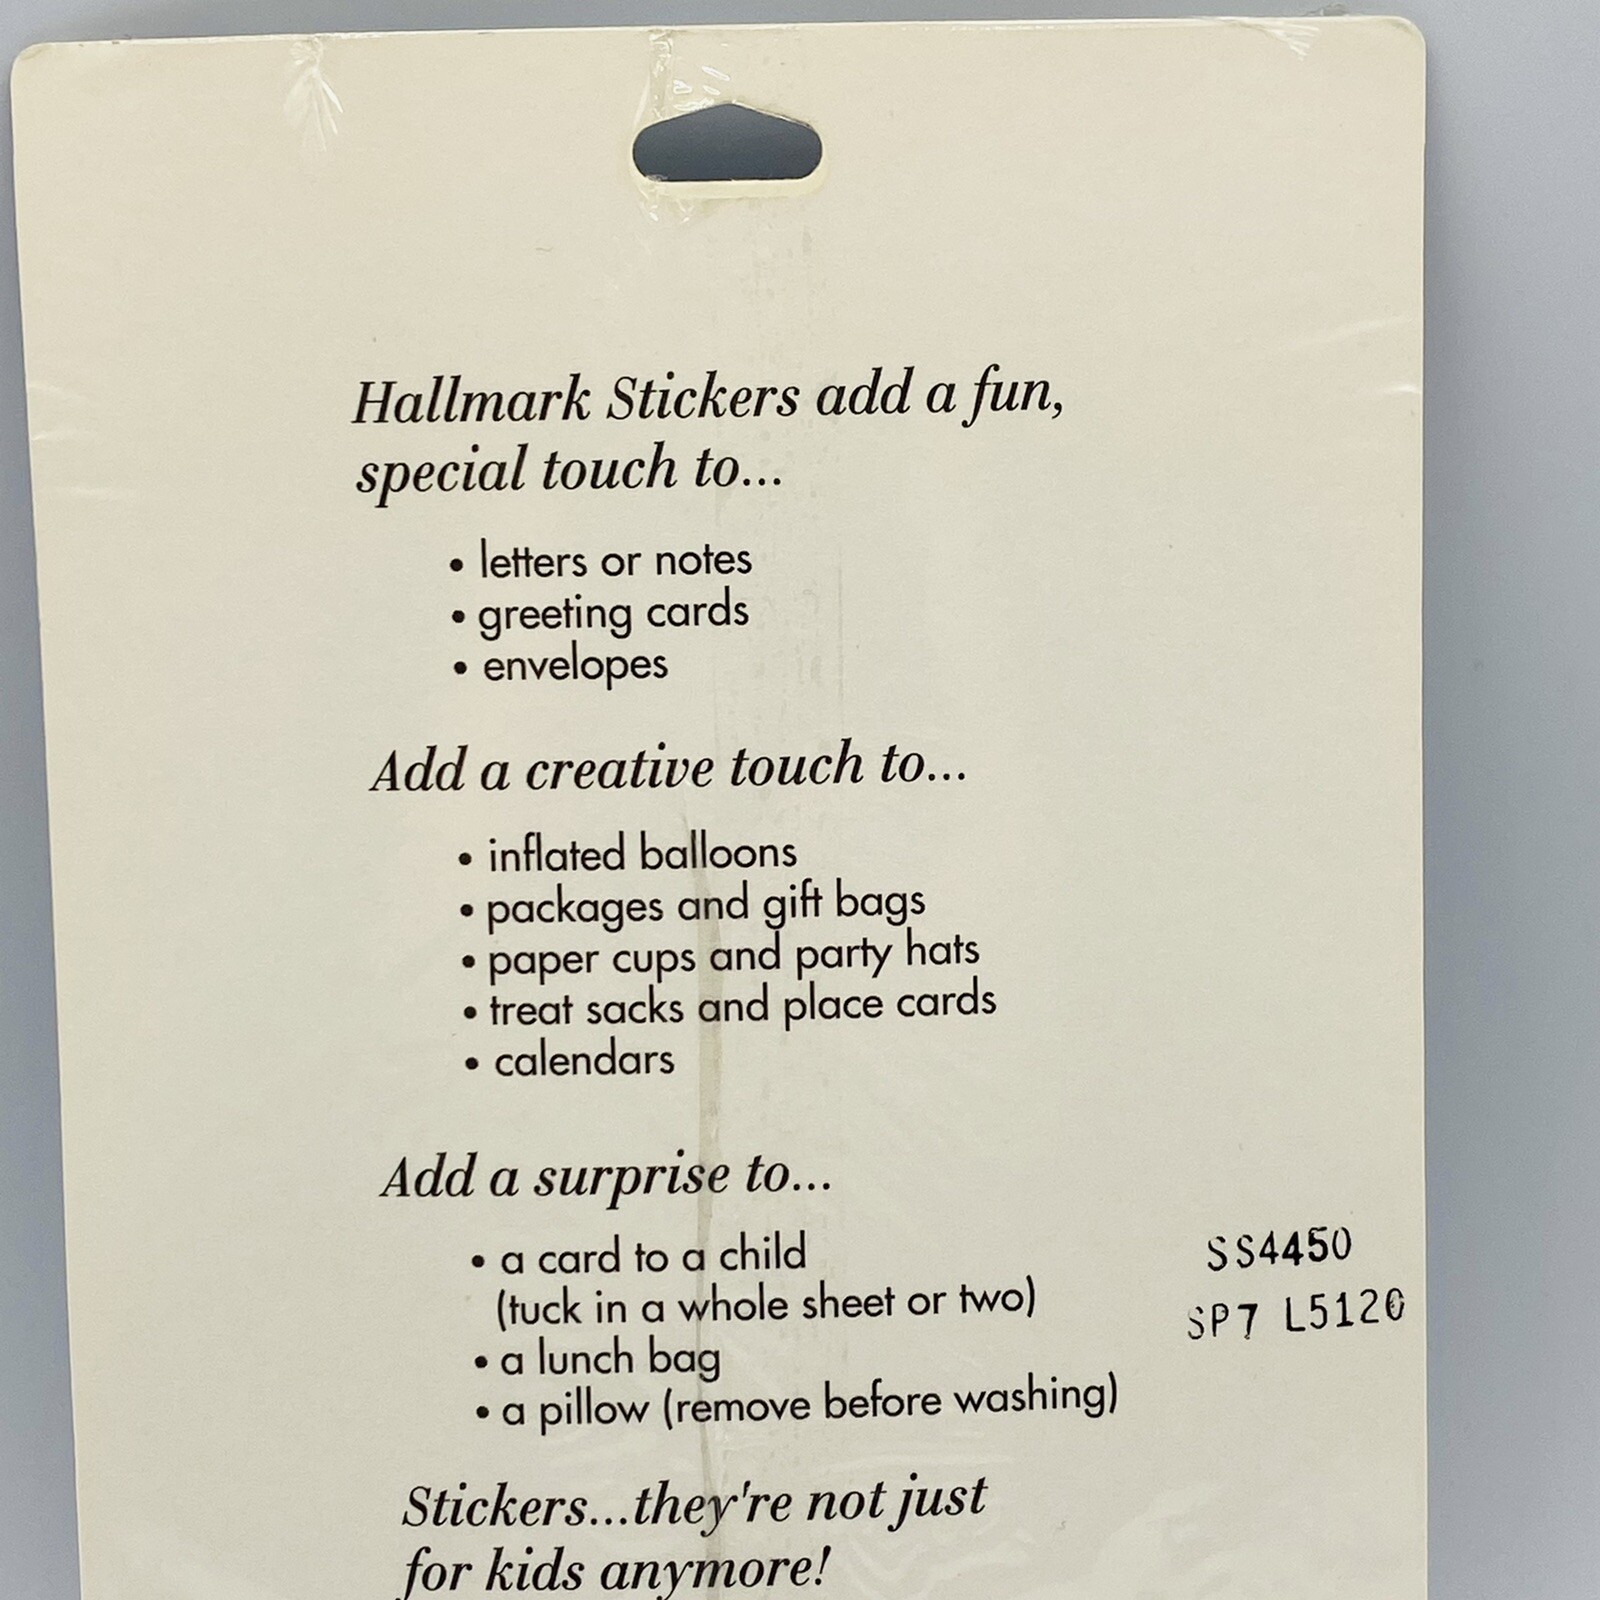 Hallmark Stickers add a fun,
special touch to...
• letters or notes
• greeting cards
• envelopes
Add a creative touch to...
• inflated balloons
• packages and gift bags
• paper cups and party hats
• treat sacks and place cards
• calendars
Add a surprise to...
• a card to a child
(tuck in a whole sheet or two)
• a lunch bag
• a pillow (remove before washing)
SS4450
SP7 L5120
Stickers...they're not just
for kids anymore!